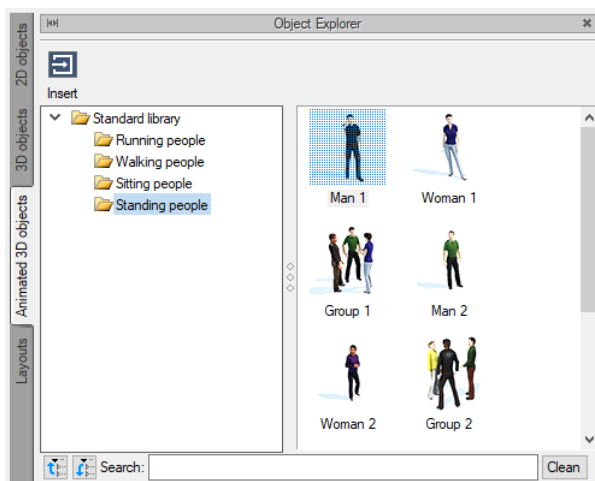 Object Explorer
2D objects
3D objects
Animated 3D objects
Layouts
Insert
Standard library
Running people
Walking people
Sitting people
Standing people
Man 1
Woman 1
Group 1
Man 2
Woman 2
Group 2
Search:
Clean